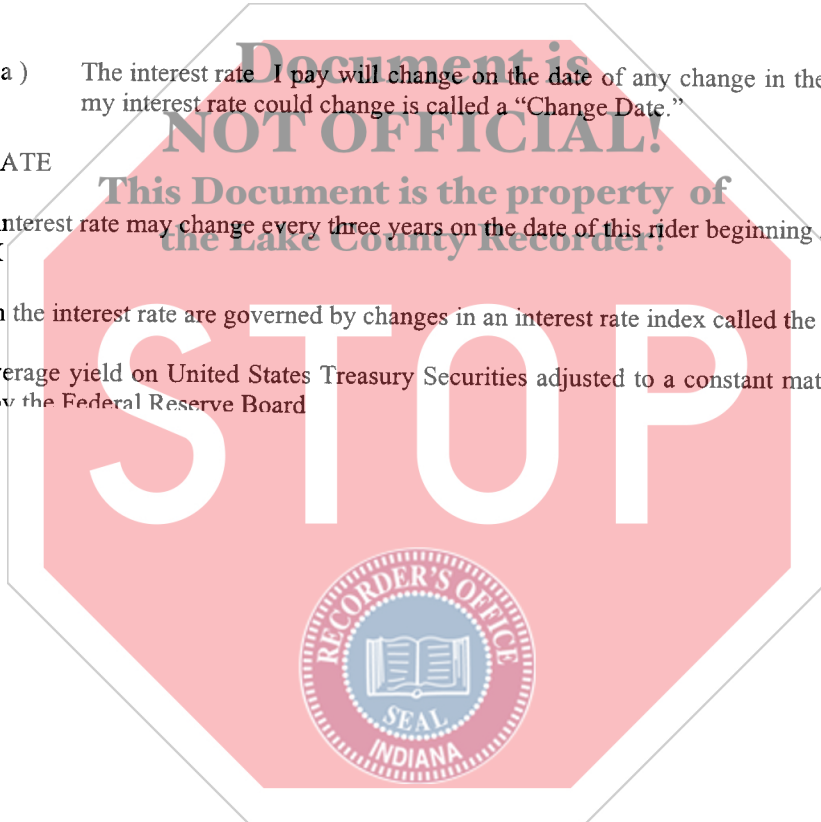 Document is
a ) The interest rate I pay will change on the date of any change in the
my interest rate could change is called a “Change Date.”
NOT OFFICIAL!
ATE
This Document is the property of
nterest rate may change every three years on the date of this rider beginning
the Lake County Recorder!
the interest rate are governed by changes in an interest rate index called the
STOP
erage yield on United States Treasury Securities adjusted to a constant mat
by the Federal Reserve Board
RECORDER'S OFFICE
SEAL
INDIANA